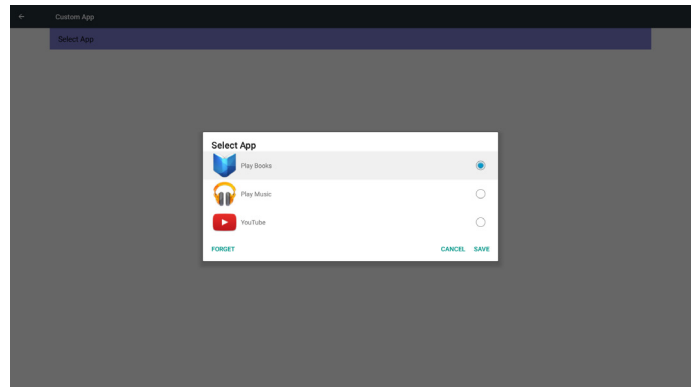 Custom App
Select App
Select App
Play Books
Play Music
YouTube
FORGET CANCEL SAVE